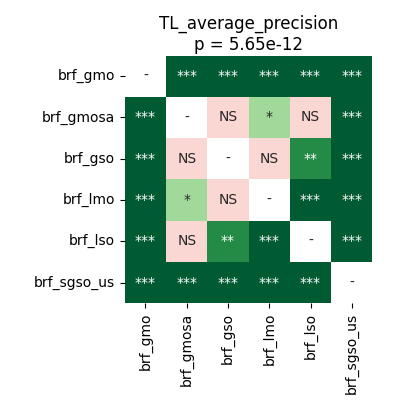 TL_average_precision
p = 5.65e-12
brf_gmo - *** *** *** *** ***
brf_gmosa *** - NS * NS ***
brf_gso *** NS - NS ** ***
brf_lmo *** * NS - *** ***
brf_lso *** NS ** *** - ***
brf_sgso_us *** *** *** *** *** -
brf_gmo
brf_gmosa
brf_gso
brf_lmo
brf_lso
brf_sgso_us